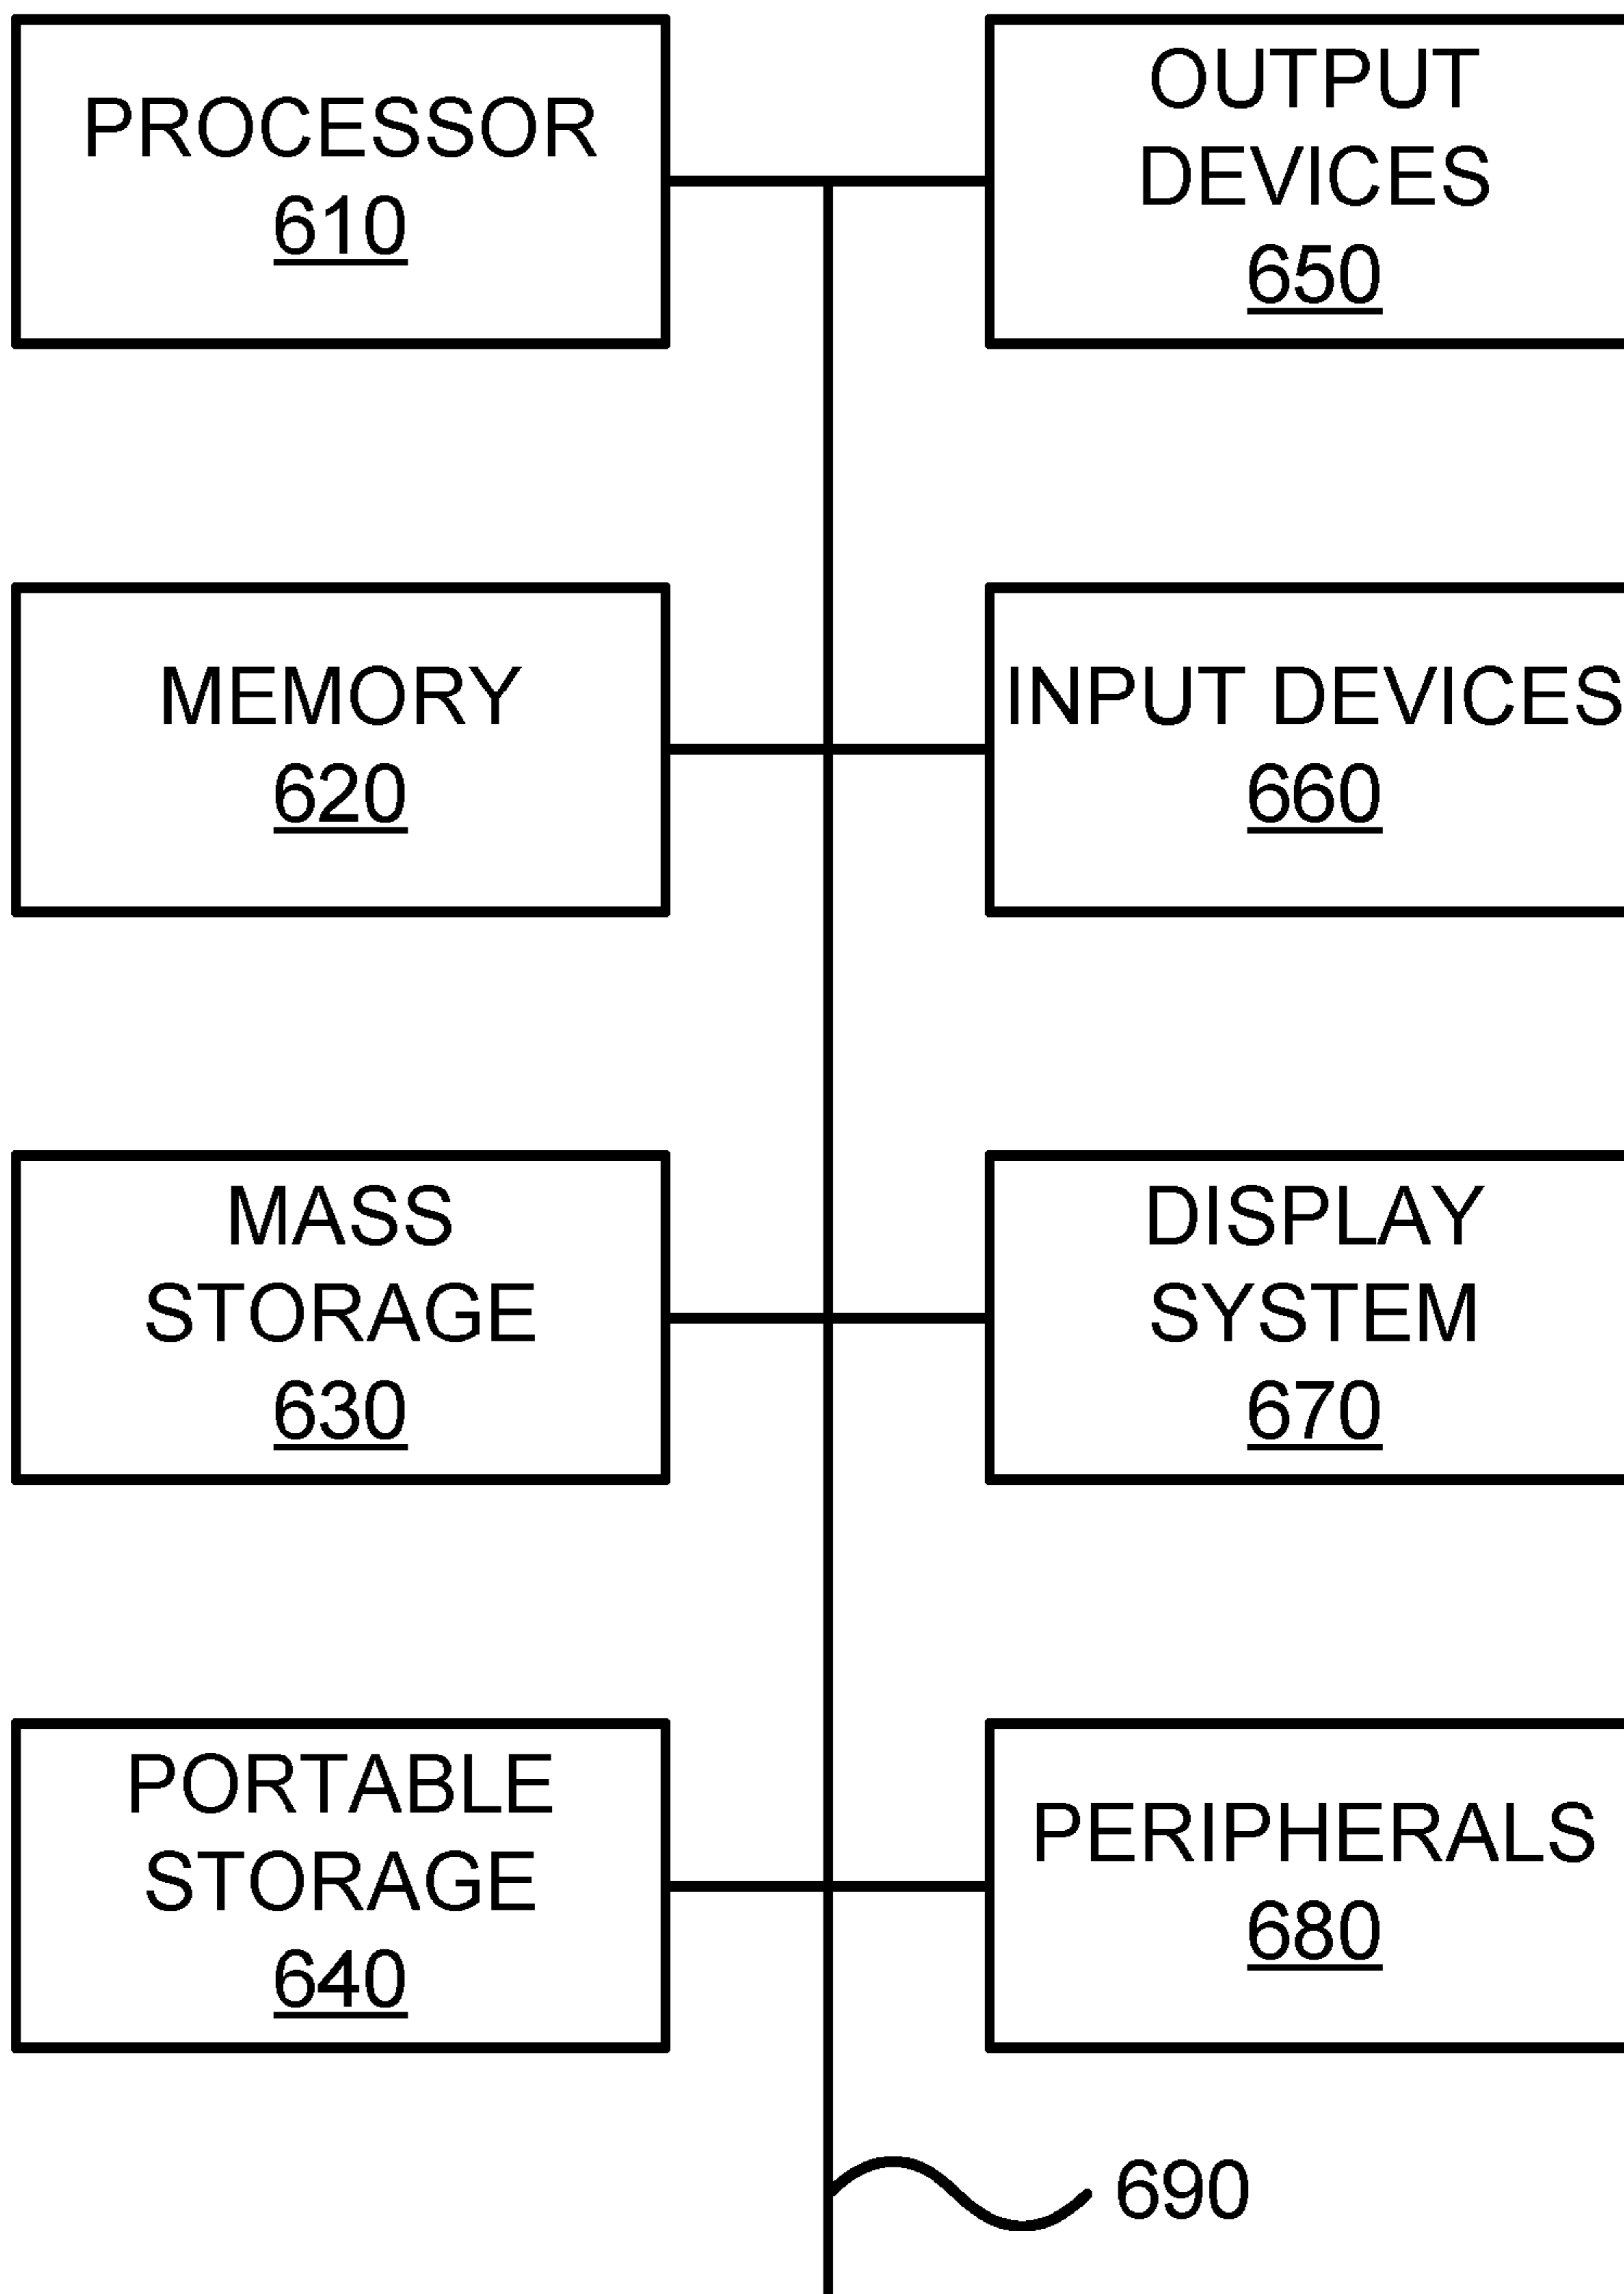 PROCESSOR
610
OUTPUT
DEVICES
650
MEMORY
620
INPUT DEVICES
660
MASS
STORAGE
630
DISPLAY
SYSTEM
670
PORTABLE
STORAGE
640
PERIPHERALS
680
690